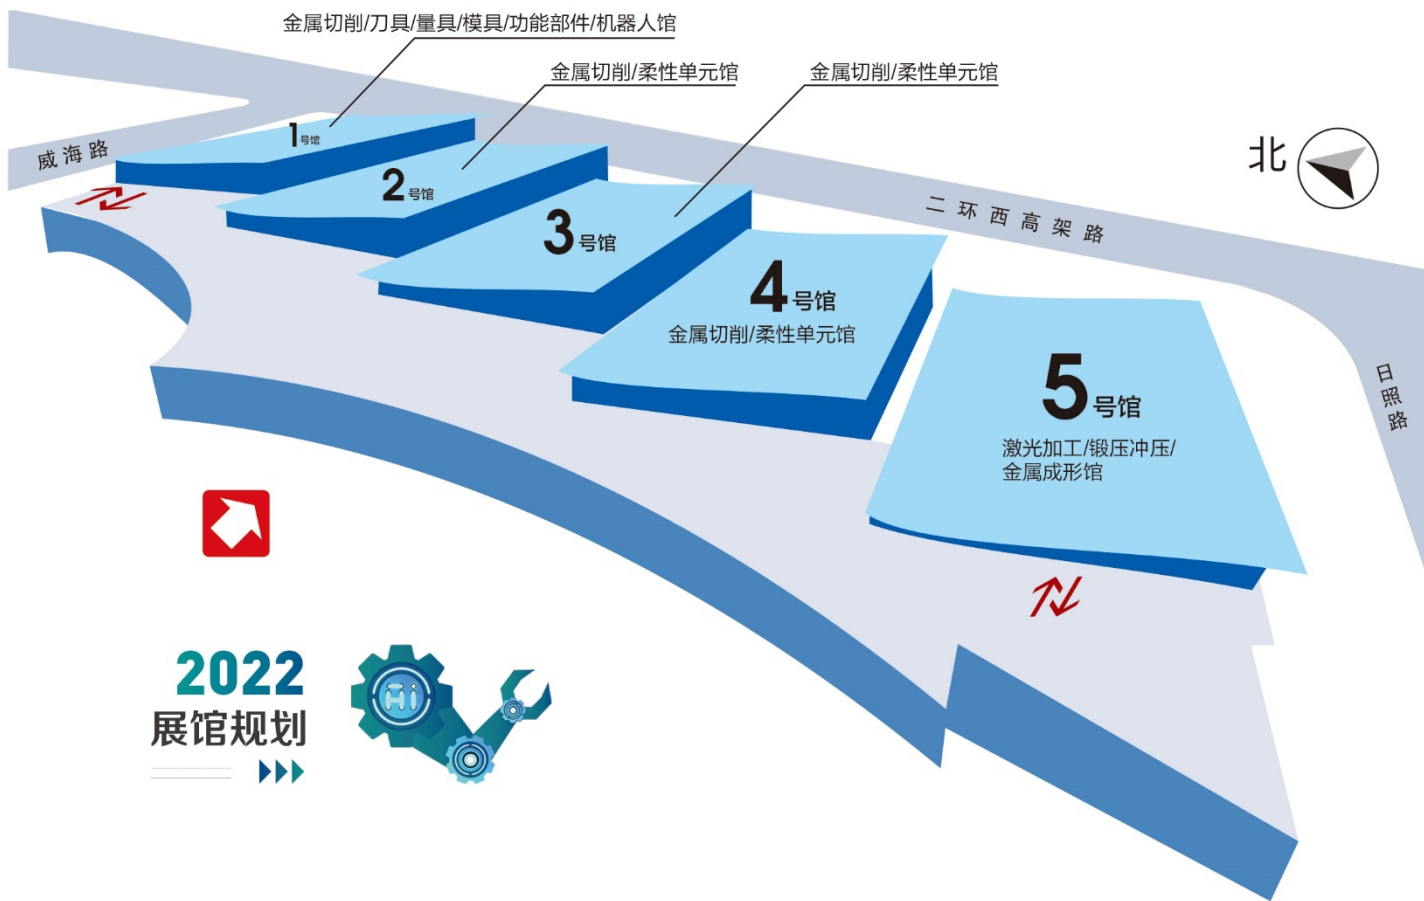 金属切削/刀具/量具/模具/功能部件/机器人馆
金属切削/柔性单元馆
金属切削/柔性单元馆
威海路
1号馆
2号馆
3号馆
4号馆
金属切削/柔性单元馆
5号馆
激光加工/锻压冲压/
金属成形馆
北
二环西高架路
日照路
2022
展馆规划